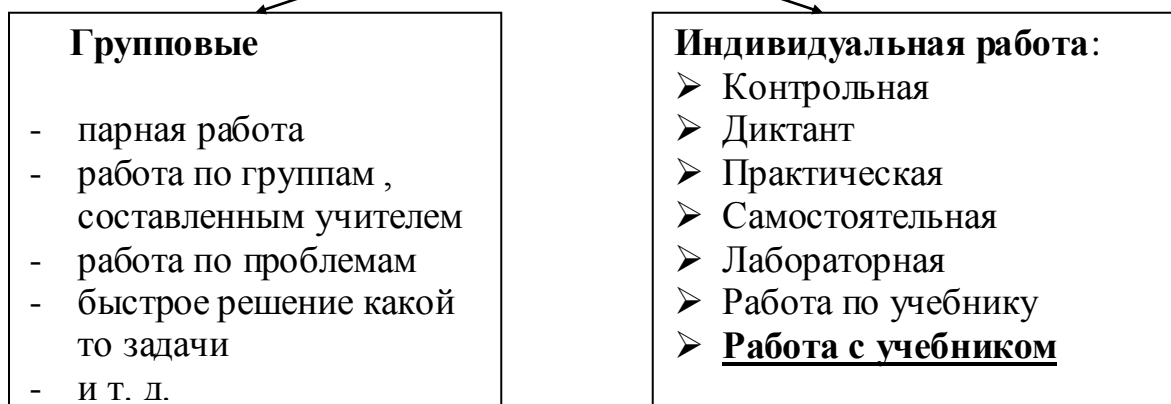 Групповые
- парная работа
- работа по группам ,
составленным учителем
- работа по проблемам
- быстрое решение какой
то задачи
- и т. д.
Индивидуальная работа:
➢ Контрольная
➢ Диктант
➢ Практическая
➢ Самостоятельная
➢ Лабораторная
➢ Работа по учебнику
➢ Работа с учебником